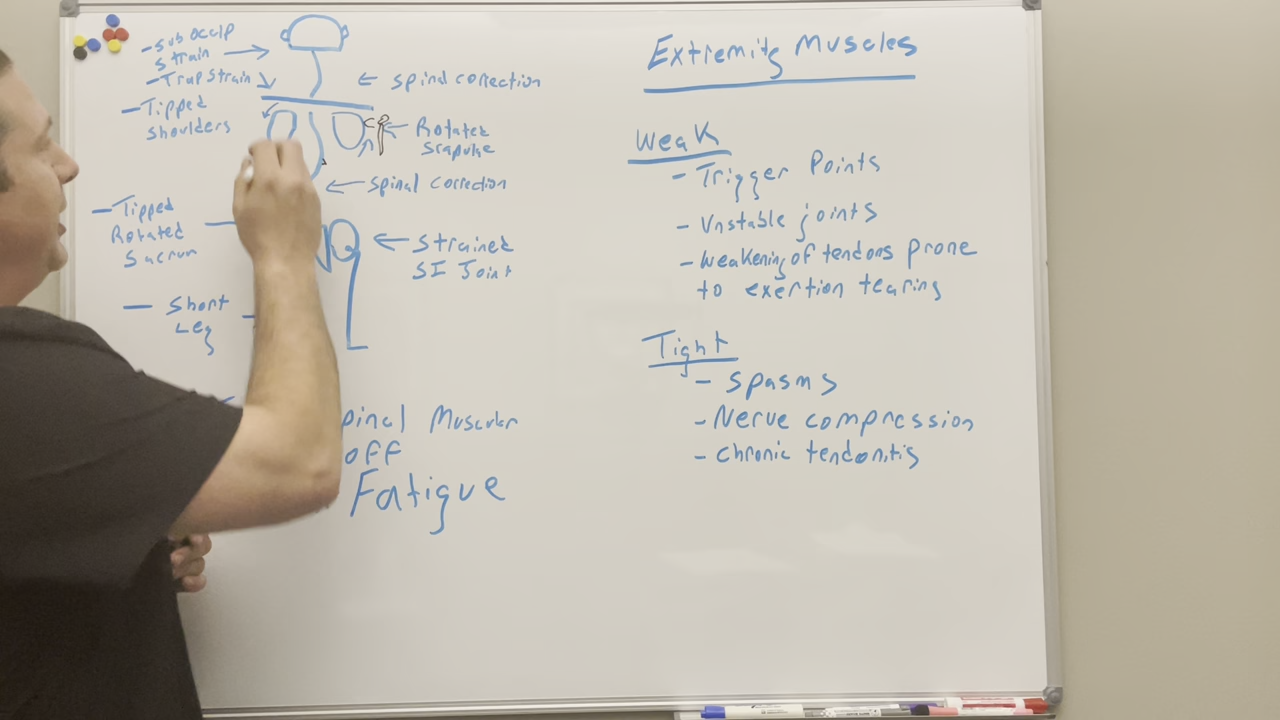 - Sub occip
strain
- Trap strain
- Tipped
shoulders
spinal correction
Rotated
Scapulae
spinal correction
- Tipped
Rotated
Sacrum
- Strained
SI Joint
- Short
Leg
pinal Muscular
off
Fatigue
Extremity Muscles
Weak
- Trigger Points
- Unstable joints
- Weakening of tendons prone
to exertion tearing
Tight
- Spasms
- Nerve compression
- Chronic tendonitis